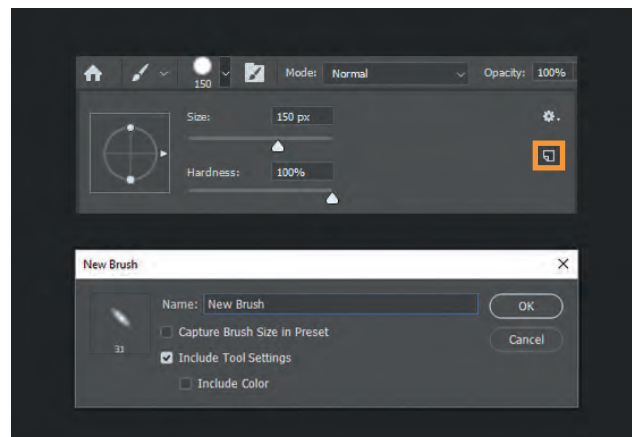 150 Mode: Normal Opacity: 100%
Size: 150 px
Hardness: 100%
New Brush
Name: New Brush OK
Capture Brush Size in Preset Cancel
33 Include Tool Settings
Include Color